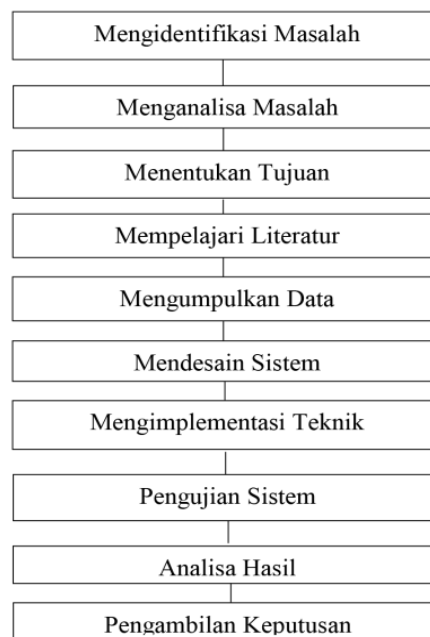 Mengidentifikasi Masalah
Menganalisa Masalah
Menentukan Tujuan
Mempelajari Literatur
Mengumpulkan Data
Mendesain Sistem
Mengimplementasi Teknik
Pengujian Sistem
Analisa Hasil
Pengambilan Keputusan